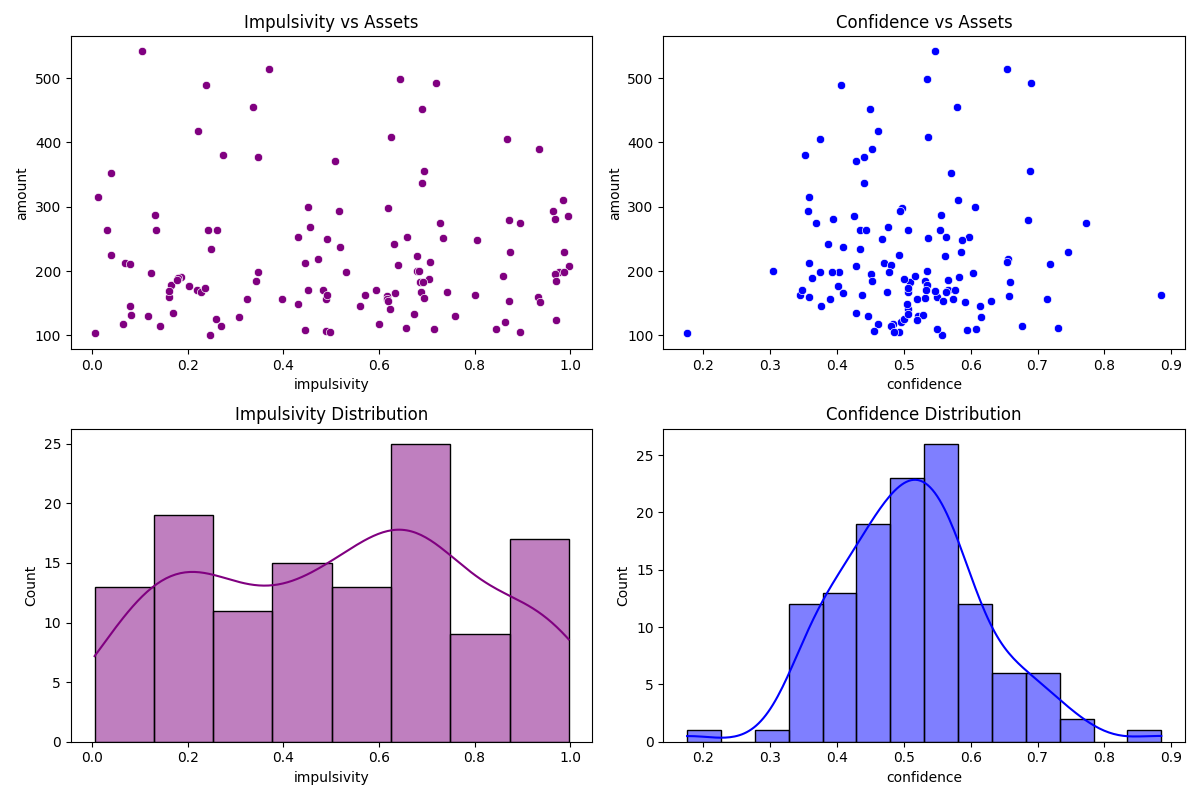 Impulsivity vs Assets
amount
500
400
300
200
100
0.0 0.2 0.4 0.6 0.8 1.0
impulsivity
Confidence vs Assets
amount
500
400
300
200
100
0.2 0.3 0.4 0.5 0.6 0.7 0.8 0.9
confidence
Impulsivity Distribution
Count
25
20
15
10
5
0
0.0 0.2 0.4 0.6 0.8 1.0
impulsivity
Confidence Distribution
Count
25
20
15
10
5
0
0.2 0.3 0.4 0.5 0.6 0.7 0.8 0.9
confidence